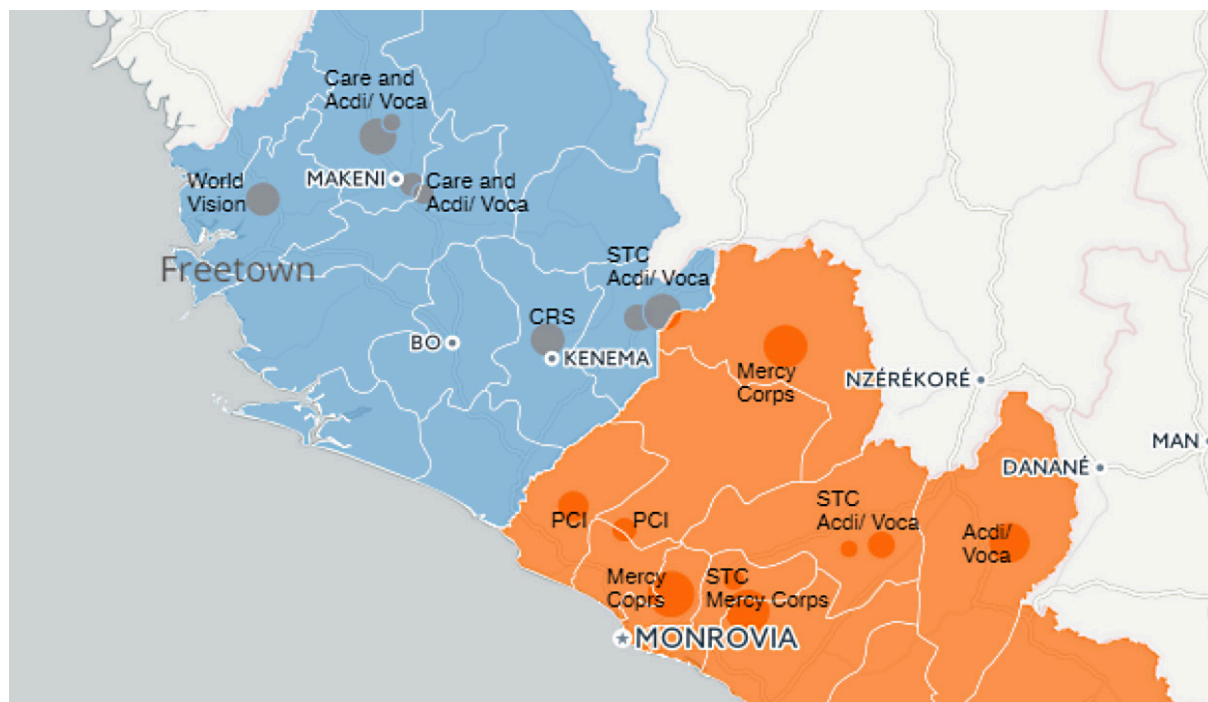 Care and
Acdi/ Voca
World
Vision
MAKENI
Care and
Acdi/ Voca
Freetown
STC
Acdi/ Voca
CRS
BO
KENEMA
Mercy
Corps
NZÉRÉKORÉ
MAN
DANANÉ
STC
Acdi/ Voca
PCI
PCI
Acdi/
Voca
Mercy
Coprs
STC
Mercy Corps
MONROVIA